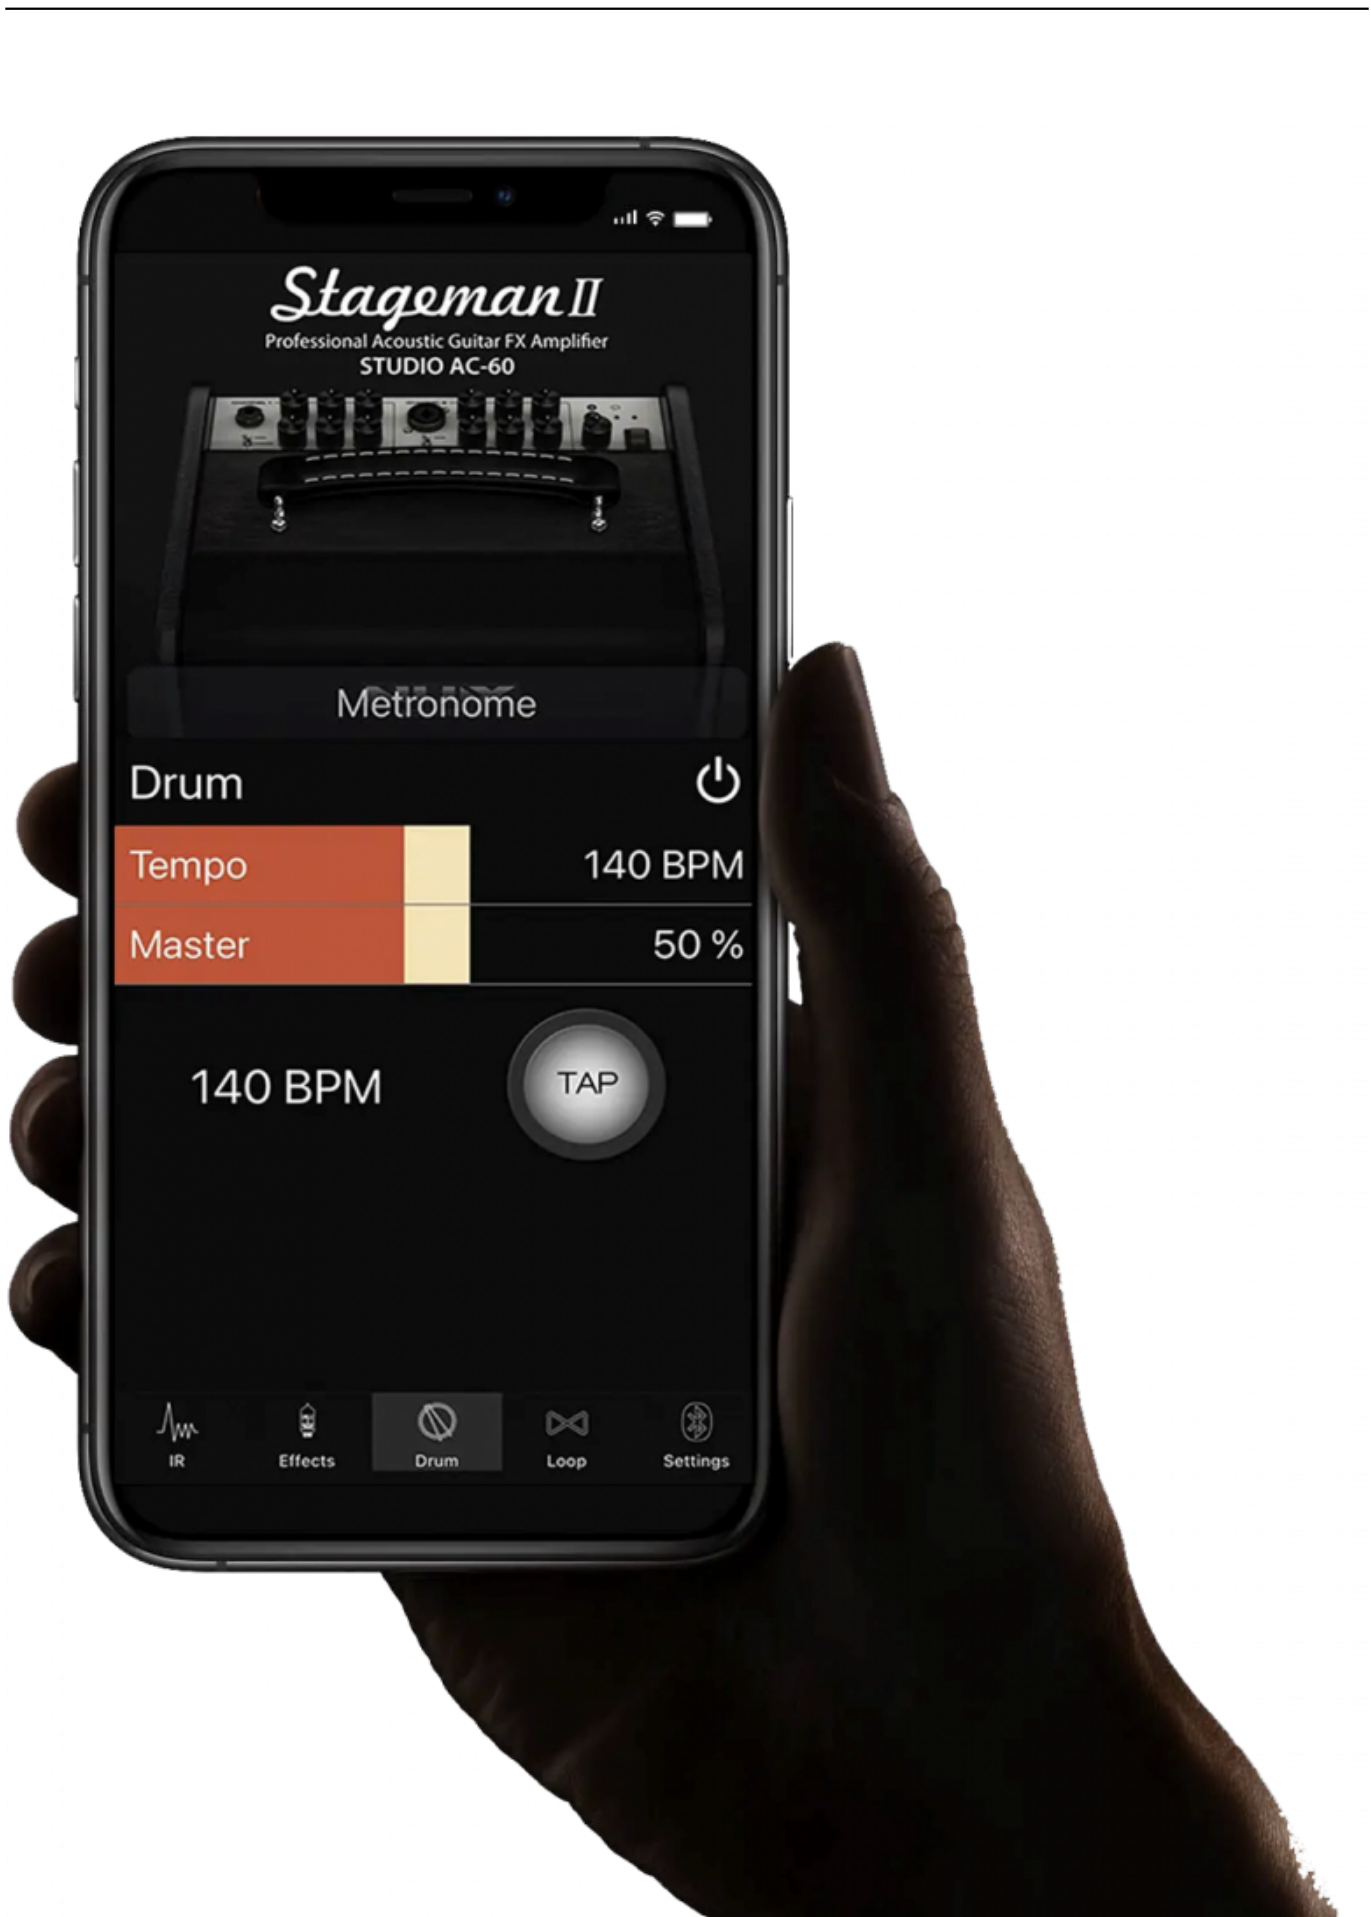 Stageman II
Professional Acoustic Guitar FX Amplifier
STUDIO AC-60
Metronome
Drum
Tempo 140 BPM
Master 50 %
140 BPM TAP
IR Effects Drum Loop Settings